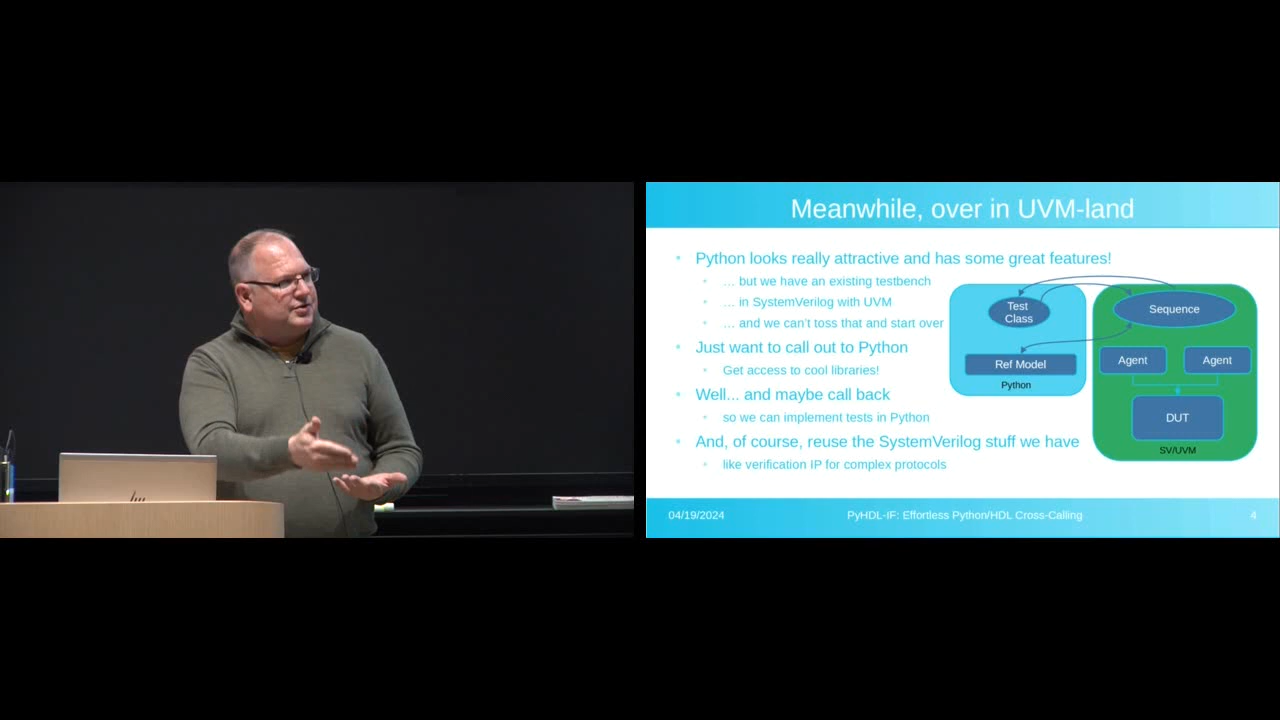 Meanwhile, over in UVM-land
Python looks really attractive and has some great features!
… but we have an existing testbench
… in SystemVerilog with UVM
… and we can't toss that and start over
Just want to call out to Python
Get access to cool libraries!
Well... and maybe call back
so we can implement tests in Python
And, of course, reuse the SystemVerilog stuff we have
like verification IP for complex protocols
Test
Class
Ref Model
Python
Sequence
Agent
Agent
DUT
SV/UVM
04/19/2024
PyHDL-IF: Effortless Python/HDL Cross-Calling
4
hp